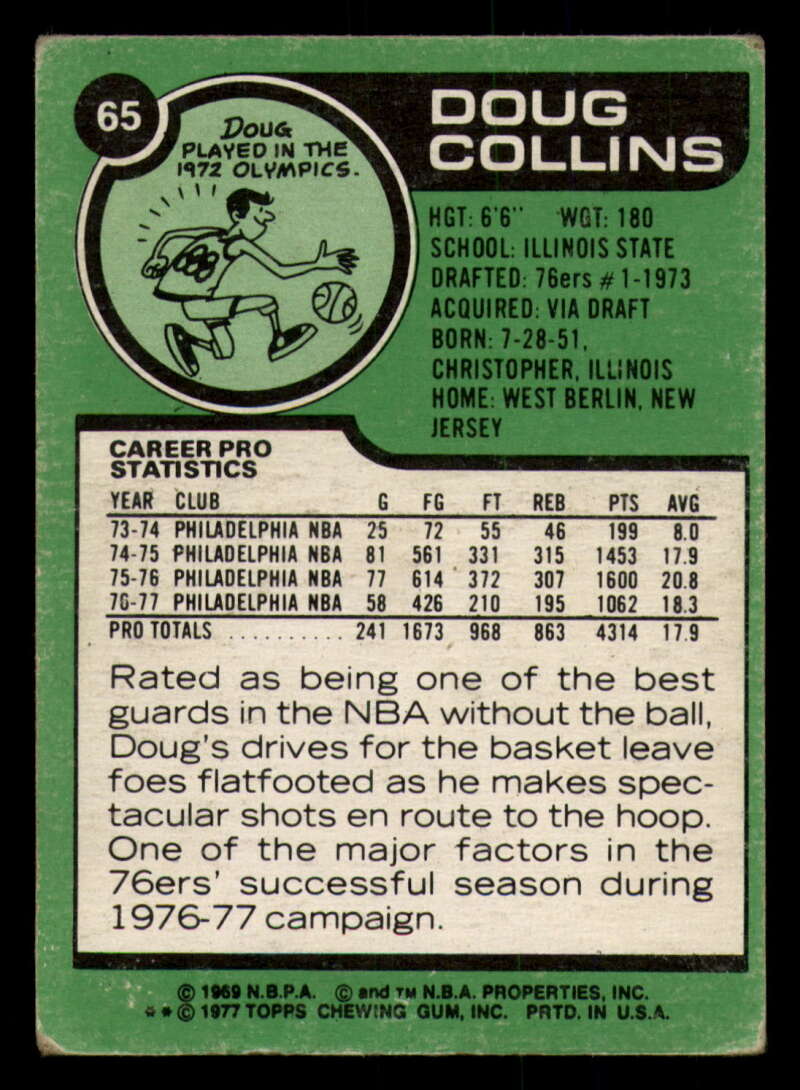 65
DOUG
PLAYED IN THE
1972 OLYMPICS.
DOUG
COLLINS
HGT: 6'6" WGT: 180
SCHOOL: ILLINOIS STATE
DRAFTED: 76ers #1-1973
ACQUIRED: VIA DRAFT
BORN: 7-28-51,
CHRISTOPHER, ILLINOIS
HOME: WEST BERLIN, NEW
JERSEY
CAREER PRO
STATISTICS
YEAR CLUB G FG FT REB PTS AVG
73-74 PHILADELPHIA NBA 25 72 55 46 199 8.0
74-75 PHILADELPHIA NBA 81 561 331 315 1453 17.9
75-76 PHILADELPHIA NBA 77 614 372 307 1600 20.8
76-77 PHILADELPHIA NBA 58 426 210 195 1062 18.3
PRO TOTALS .......... 241 1673 968 863 4314 17.9
Rated as being one of the best
guards in the NBA without the ball,
Doug's drives for the basket leave
foes flatfooted as he makes spec-
tacular shots en route to the hoop.
One of the major factors in the
76ers' successful season during
1976-77 campaign.
© 1969 N.B.P.A. © and TM N.B.A. PROPERTIES, INC.
**© 1977 TOPPS CHEWING GUM, INC. PRTD. IN U.S.A.